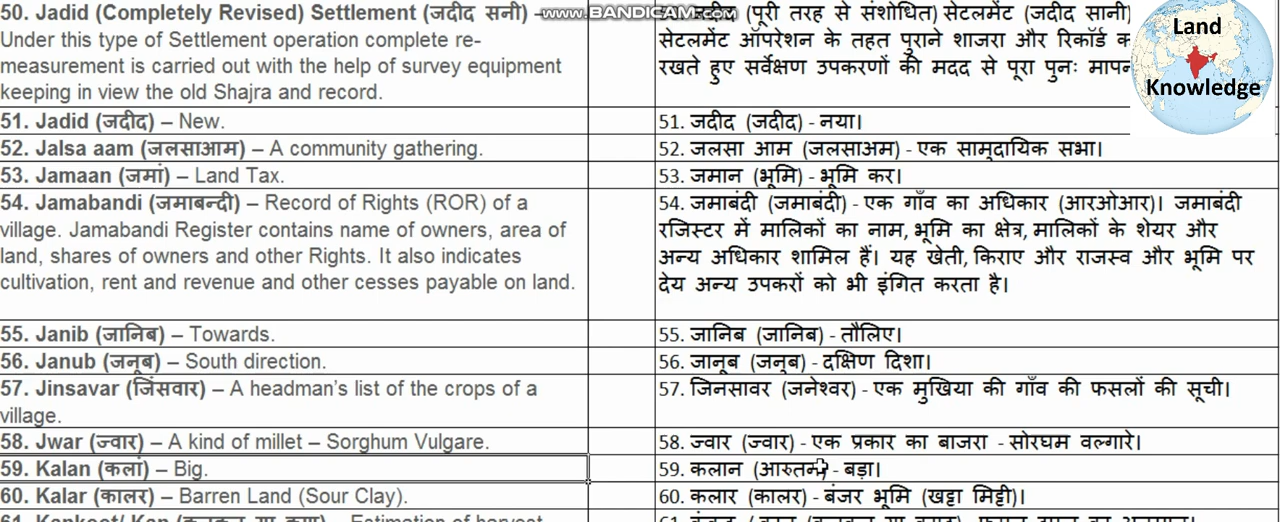 50. Jadid (Completely Revised) Settlement (जदीद सनी) –
Under this type of Settlement operation complete re-
measurement is carried out with the help of survey equipment
keeping in view the old Shajra and record.
51. Jadid (जदीद) – New.
52. Jalsa aam (जलसाआम) – A community gathering.
53. Jamaan (जमां) – Land Tax.
54. Jamabandi (जमाबन्दी) – Record of Rights (ROR) of a
village. Jamabandi Register contains name of owners, area of
land, shares of owners and other Rights. It also indicates
cultivation, rent and revenue and other cesses payable on land.
55. Janib (जानिब) – Towards.
56. Janub (जनूब) – South direction.
57. Jinsavar (जिंसवार) – A headman's list of the crops of a
village.
58. Jwar (ज्वार) – A kind of millet – Sorghum Vulgare.
59. Kalan (कलां) – Big.
60. Kalar (कालर) – Barren Land (Sour Clay).
www.BANDICAM.com
(पूरी तरह से संशोधित) सेटलमेंट (जदीद सानी)
सेटलमेंट ऑपरेशन के तहत पुराने शाजरा और रिकॉर्ड
रखते हुए सर्वेक्षण उपकरणों की मदद से पूरा पुनः
51. जदीद (जदीद) - नया।
52. जलसा आम (जलसाअम) - एक सामुदायिक सभा।
53. जमान (भूमि) - भूमि कर।
54. जमाबंदी (जमाबंदी) - एक गाँव का अधिकार (आरओआर)। जमाबंदी
रजिस्टर में मालिकों का नाम, भूमि का क्षेत्र, मालिकों के शेयर और
अन्य अधिकार शामिल हैं। यह खेती, किराए और राजस्व और भूमि पर
देय अन्य उपकरों को भी इंगित करता है।
55. जानिब (जानिब) - तौलिए।
56. जानूब (जनूब) - दक्षिण दिशा।
57. जिनसावर (जनेश्वर) - एक मुखिया की गाँव की फसलों की सूची।
58. ज्वार (ज्वार) - एक प्रकार का बाजरा - सोरघम वल्गारे।
59. कलान - बड़ा।
60. कलार (कालर) - बंजर भूमि (खट्टा मिट्टी)।
Land
Knowledge